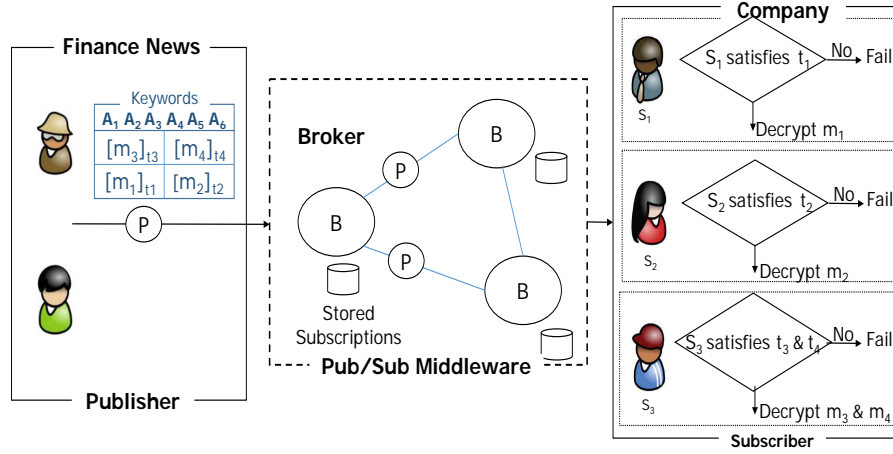 Finance News
Keywords
A₁ A₂ A₃ A₄ A₅ A₆
[m₃]t3 [m₄]t4
[m₁]t1 [m₂]t2
P
Publisher
Broker
B
P
B
P
B
Stored
Subscriptions
Pub/Sub Middleware
Company
S₁
S₁ satisfies t₁
No
Fail
Decrypt m₁
S₂
S₂ satisfies t₂
No
Fail
Decrypt m₂
S₃
S₃ satisfies t₃ & t₄
No
Fail
Decrypt m₃ & m₄
Subscriber